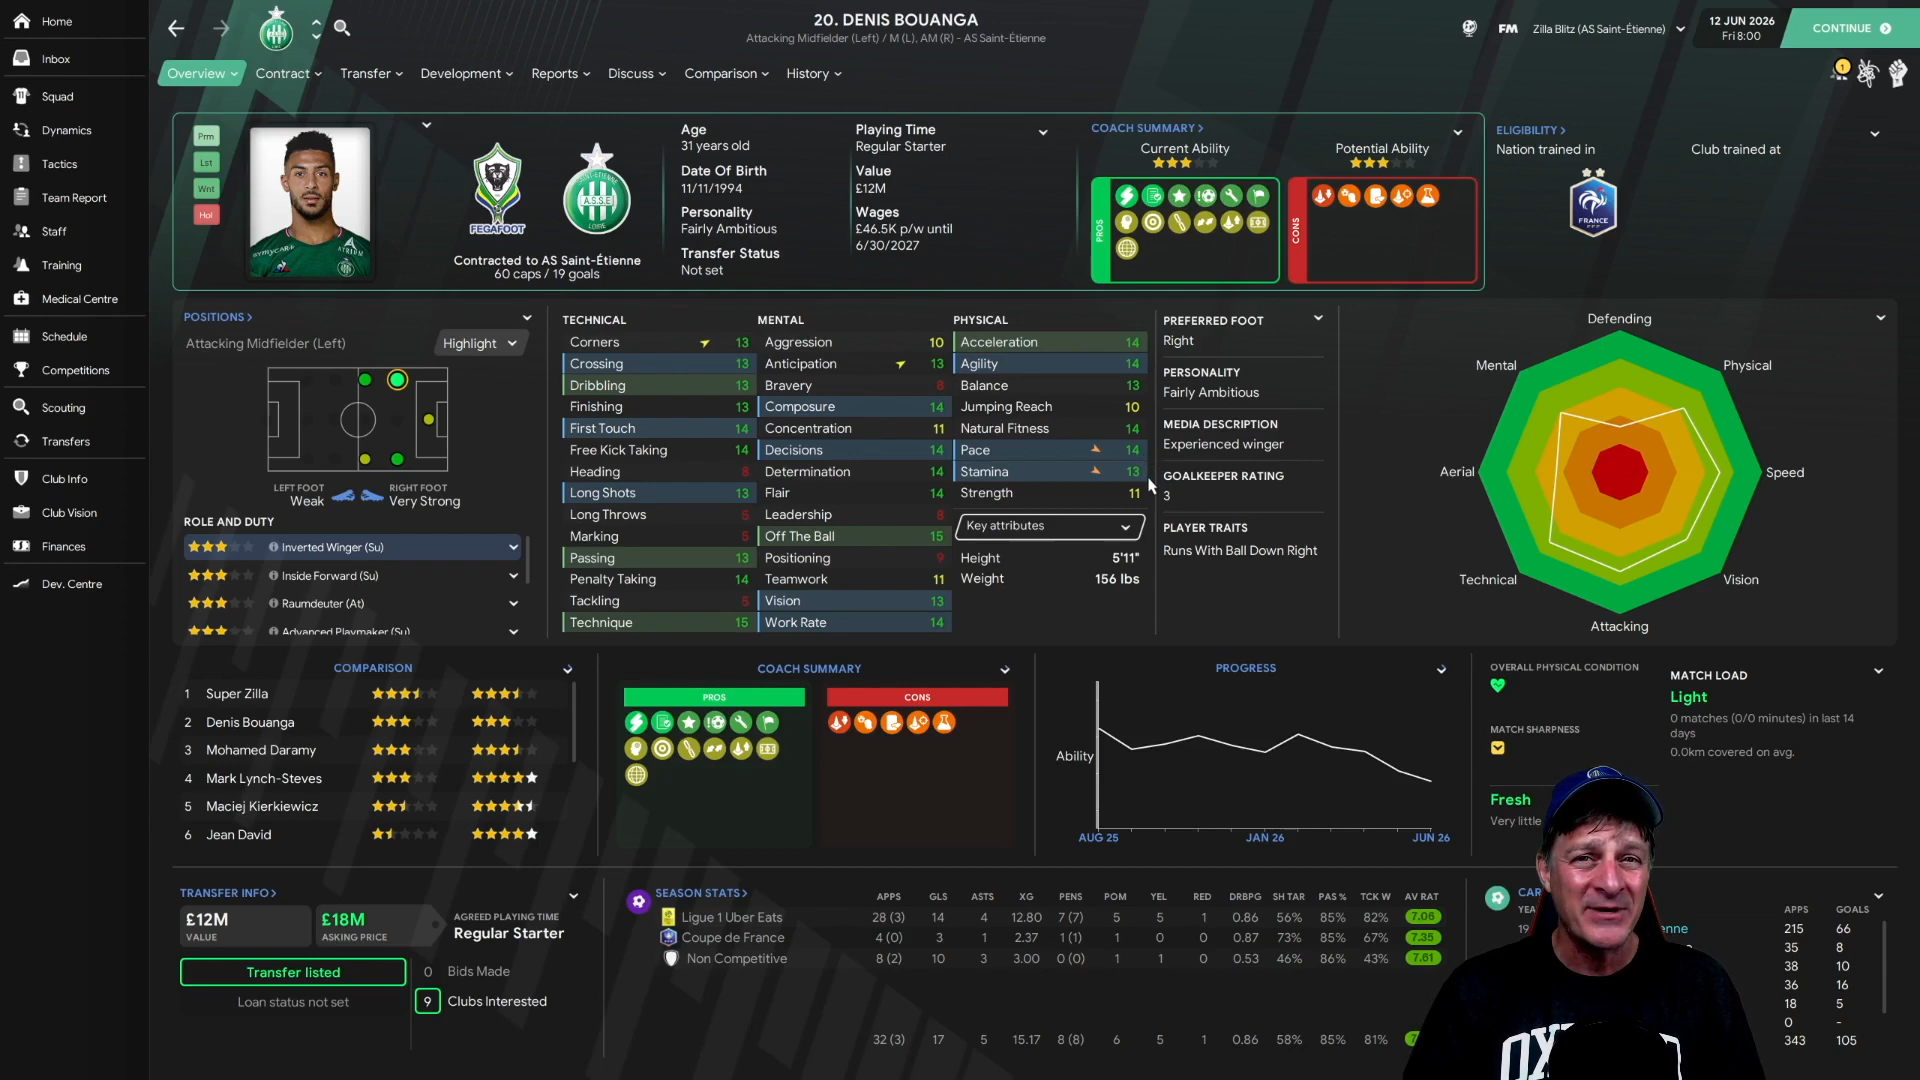 Home
Inbox
Squad
Dynamics
Tactics
Team Report
Staff
Training
Medical Centre
Schedule
Competitions
Scouting
Transfers
Club Info
Club Vision
Finances
Dev. Centre
20. DENIS BOUANGA
Attacking Midfielder (Left) / M (L), AM (R) - AS Saint-Étienne
FM
Zilla Blitz (AS Saint-Étienne)
12 JUN 2026
Fri 8:00
CONTINUE
Overview
Contract
Transfer
Development
Reports
Discuss
Comparison
History
1
Prm
Lst
Wnt
Hol
FEGAFOOT
A.S.S.E
LOIRE
Contracted to AS Saint-Étienne
60 caps / 19 goals
Age
31 years old
Date Of Birth
11/11/1994
Personality
Fairly Ambitious
Transfer Status
Not set
Playing Time
Regular Starter
Value
£12M
Wages
£46.5K p/w until
6/30/2027
COACH SUMMARY >
Current Ability
Potential Ability
PROS
CONS
ELIGIBILITY >
Nation trained in
Club trained at
FRANCE
FFF
POSITIONS >
Attacking Midfielder (Left)
Highlight
LEFT FOOT
Weak
RIGHT FOOT
Very Strong
ROLE AND DUTY
Inverted Winger (Su)
Inside Forward (Su)
Raumdeuter (At)
Advanced Playmaker (Su)
TECHNICAL
Corners 13
Crossing 13
Dribbling 13
Finishing 13
First Touch 14
Free Kick Taking 14
Heading 8
Long Shots 13
Long Throws 5
Marking 5
Passing 13
Penalty Taking 14
Tackling 5
Technique 15
MENTAL
Aggression 10
Anticipation 13
Bravery 8
Composure 14
Concentration 11
Decisions 14
Determination 14
Flair 14
Leadership 8
Off The Ball 15
Positioning 9
Teamwork 11
Vision 13
Work Rate 14
PHYSICAL
Acceleration 14
Agility 14
Balance 13
Jumping Reach 10
Natural Fitness 14
Pace 14
Stamina 13
Strength 11
Key attributes
Height 5'11"
Weight 156 lbs
PREFERRED FOOT
Right
PERSONALITY
Fairly Ambitious
MEDIA DESCRIPTION
Experienced winger
GOALKEEPER RATING
3
PLAYER TRAITS
Runs With Ball Down Right
Defending
Mental
Physical
Aerial
Speed
Technical
Vision
Attacking
COMPARISON
1 Super Zilla
2 Denis Bouanga
3 Mohamed Daramy
4 Mark Lynch-Steves
5 Maciej Kierkiewicz
6 Jean David
COACH SUMMARY
PROS
CONS
PROGRESS
Ability
AUG 25
JAN 26
JUN 26
OVERALL PHYSICAL CONDITION
MATCH SHARPNESS
Fresh
Very little
MATCH LOAD
Light
0 matches (0/0 minutes) in last 14
days
0.0km covered on avg.
TRANSFER INFO >
£12M
VALUE
£18M
ASKING PRICE
AGREED PLAYING TIME
Regular Starter
Transfer listed
Loan status not set
0 Bids Made
9 Clubs Interested
SEASON STATS >
APPS GLS ASTS XG PENS POM YEL RED DRBPG SH TAR PAS % TCK W AV RAT
Ligue 1 Uber Eats 28 (3) 14 4 12.80 7 (7) 5 5 1 0.86 56% 85% 82% 7.06
Coupe de France 4 (0) 3 1 2.37 1 (1) 1 0 0 0.87 73% 85% 67% 7.35
Non Competitive 8 (2) 10 3 3.00 0 (0) 1 1 0 0.53 46% 86% 43% 7.61
32 (3) 17 5 15.17 8 (8) 6 5 1 0.86 58% 85% 81%
APPS GOALS
215 66
35 8
38 10
36 16
18 5
0 -
343 105